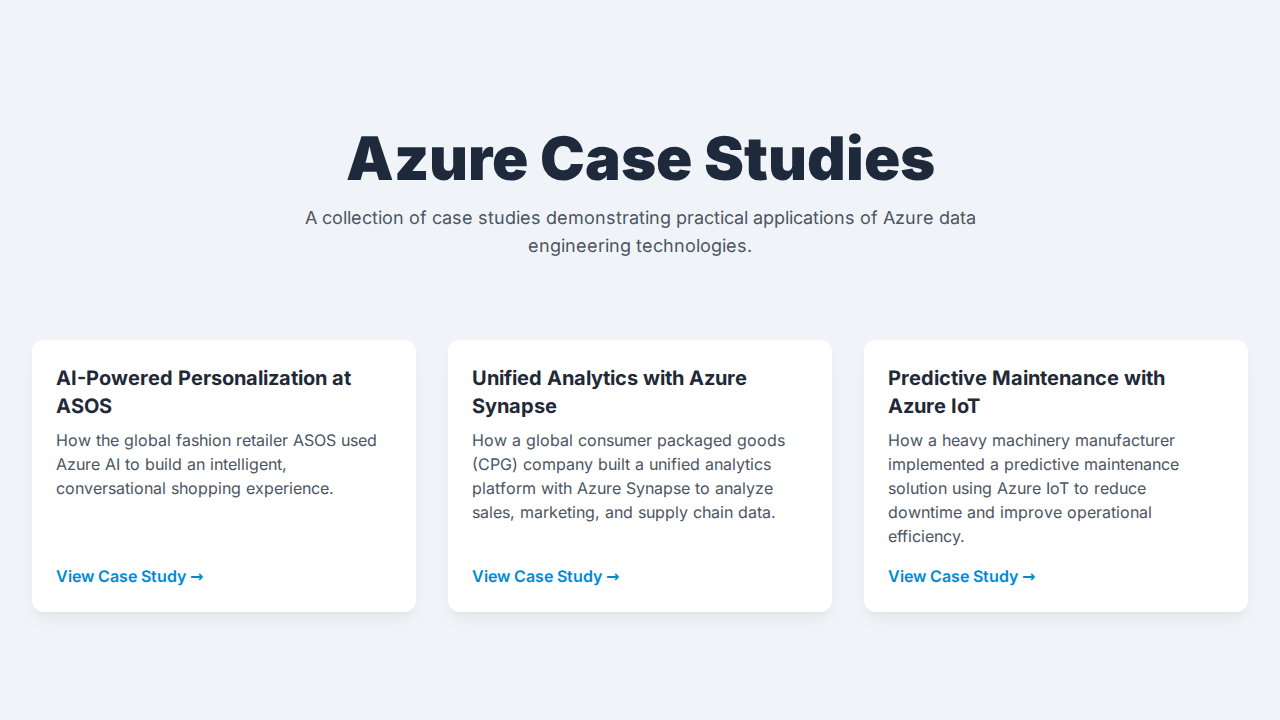 Azure Case Studies
A collection of case studies demonstrating practical applications of Azure data
engineering technologies.
AI-Powered Personalization at
ASOS
How the global fashion retailer ASOS used
Azure AI to build an intelligent,
conversational shopping experience.
View Case Study →
Unified Analytics with Azure
Synapse
How a global consumer packaged goods
(CPG) company built a unified analytics
platform with Azure Synapse to analyze
sales, marketing, and supply chain data.
View Case Study →
Predictive Maintenance with
Azure IoT
How a heavy machinery manufacturer
implemented a predictive maintenance
solution using Azure IoT to reduce
downtime and improve operational
efficiency.
View Case Study →